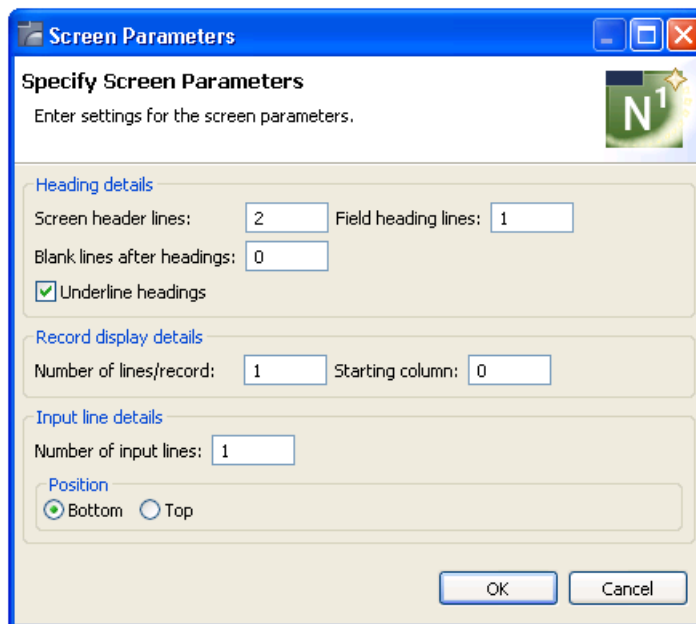 Screen Parameters
Specify Screen Parameters
Enter settings for the screen parameters.
N1
Heading details
Screen header lines: 2 Field heading lines: 1
Blank lines after headings: 0
Underline headings
Record display details
Number of lines/record: 1 Starting column: 0
Input line details
Number of input lines: 1
Position
Bottom Top
OK Cancel